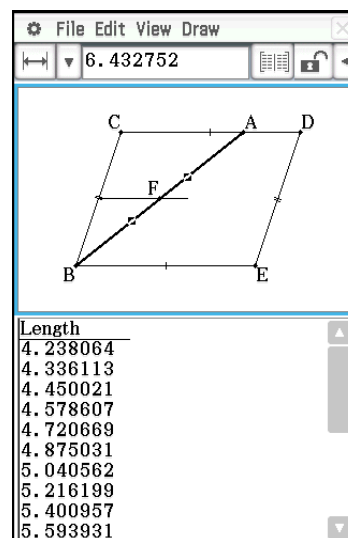 File Edit View Draw
6.432752
C A D
F
B E
Length
4.238064
4.336113
4.450021
4.578607
4.720669
4.875031
5.040562
5.216199
5.400957
5.593931